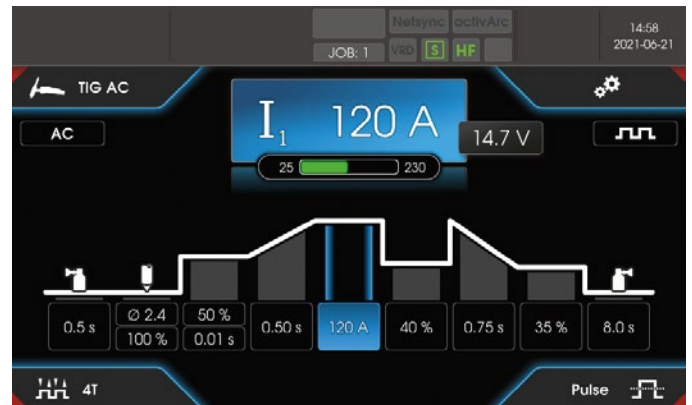 Netsync activArc
14:58
JOB: 1 VRD S HF
2021-06-21
TIG AC
I1 120 A
AC
14.7 V
25 230
0.5 s
Ø 2.4
100 %
50 %
0.01 s
0.50 s
120 A
40 %
0.75 s
35 %
8.0 s
4T
Pulse